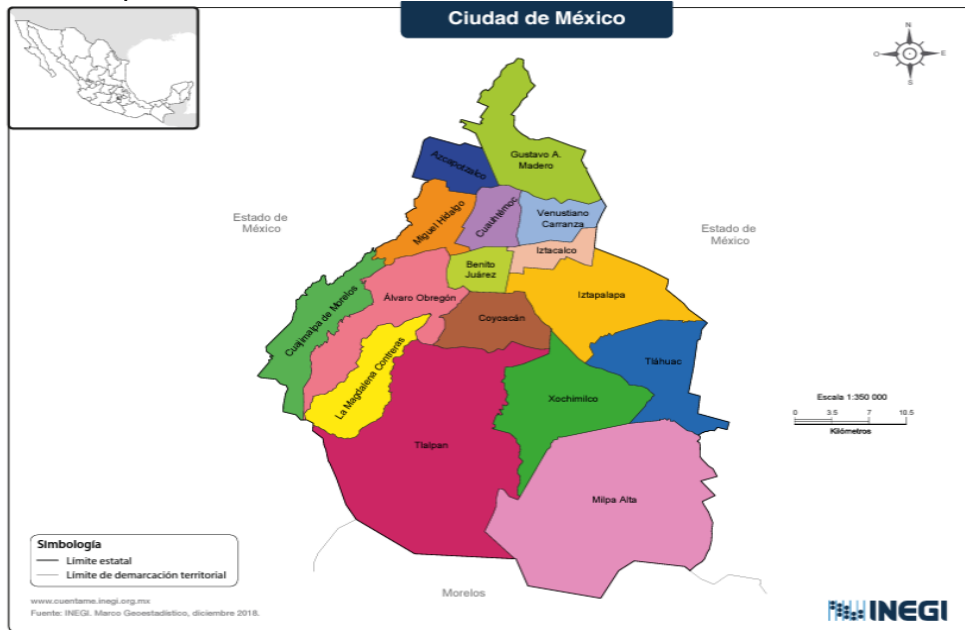 Ciudad de México
N
O
E
S
Gustavo A.
Madero
Azcapotzalco
Miguel Hidalgo
Cuauhtémoc
Venustiano
Carranza
Estado de
México
Estado de
México
Iztacalco
Benito
Juárez
Iztapalapa
Cuajimalpa de Morelos
Álvaro Obregón
Coyoacán
La Magdalena Contreras
Tláhuac
Xochimilco
Tlalpan
Milpa Alta
Escala 1:350 000
0 3.5 7 10.5
Kilómetros
Simbología
Límite estatal
Límite de demarcación territorial
Morelos
www.cuentame.inegi.org.mx
Fuente: INEGI. Marco Geoestadístico, diciembre 2018.
INEGI